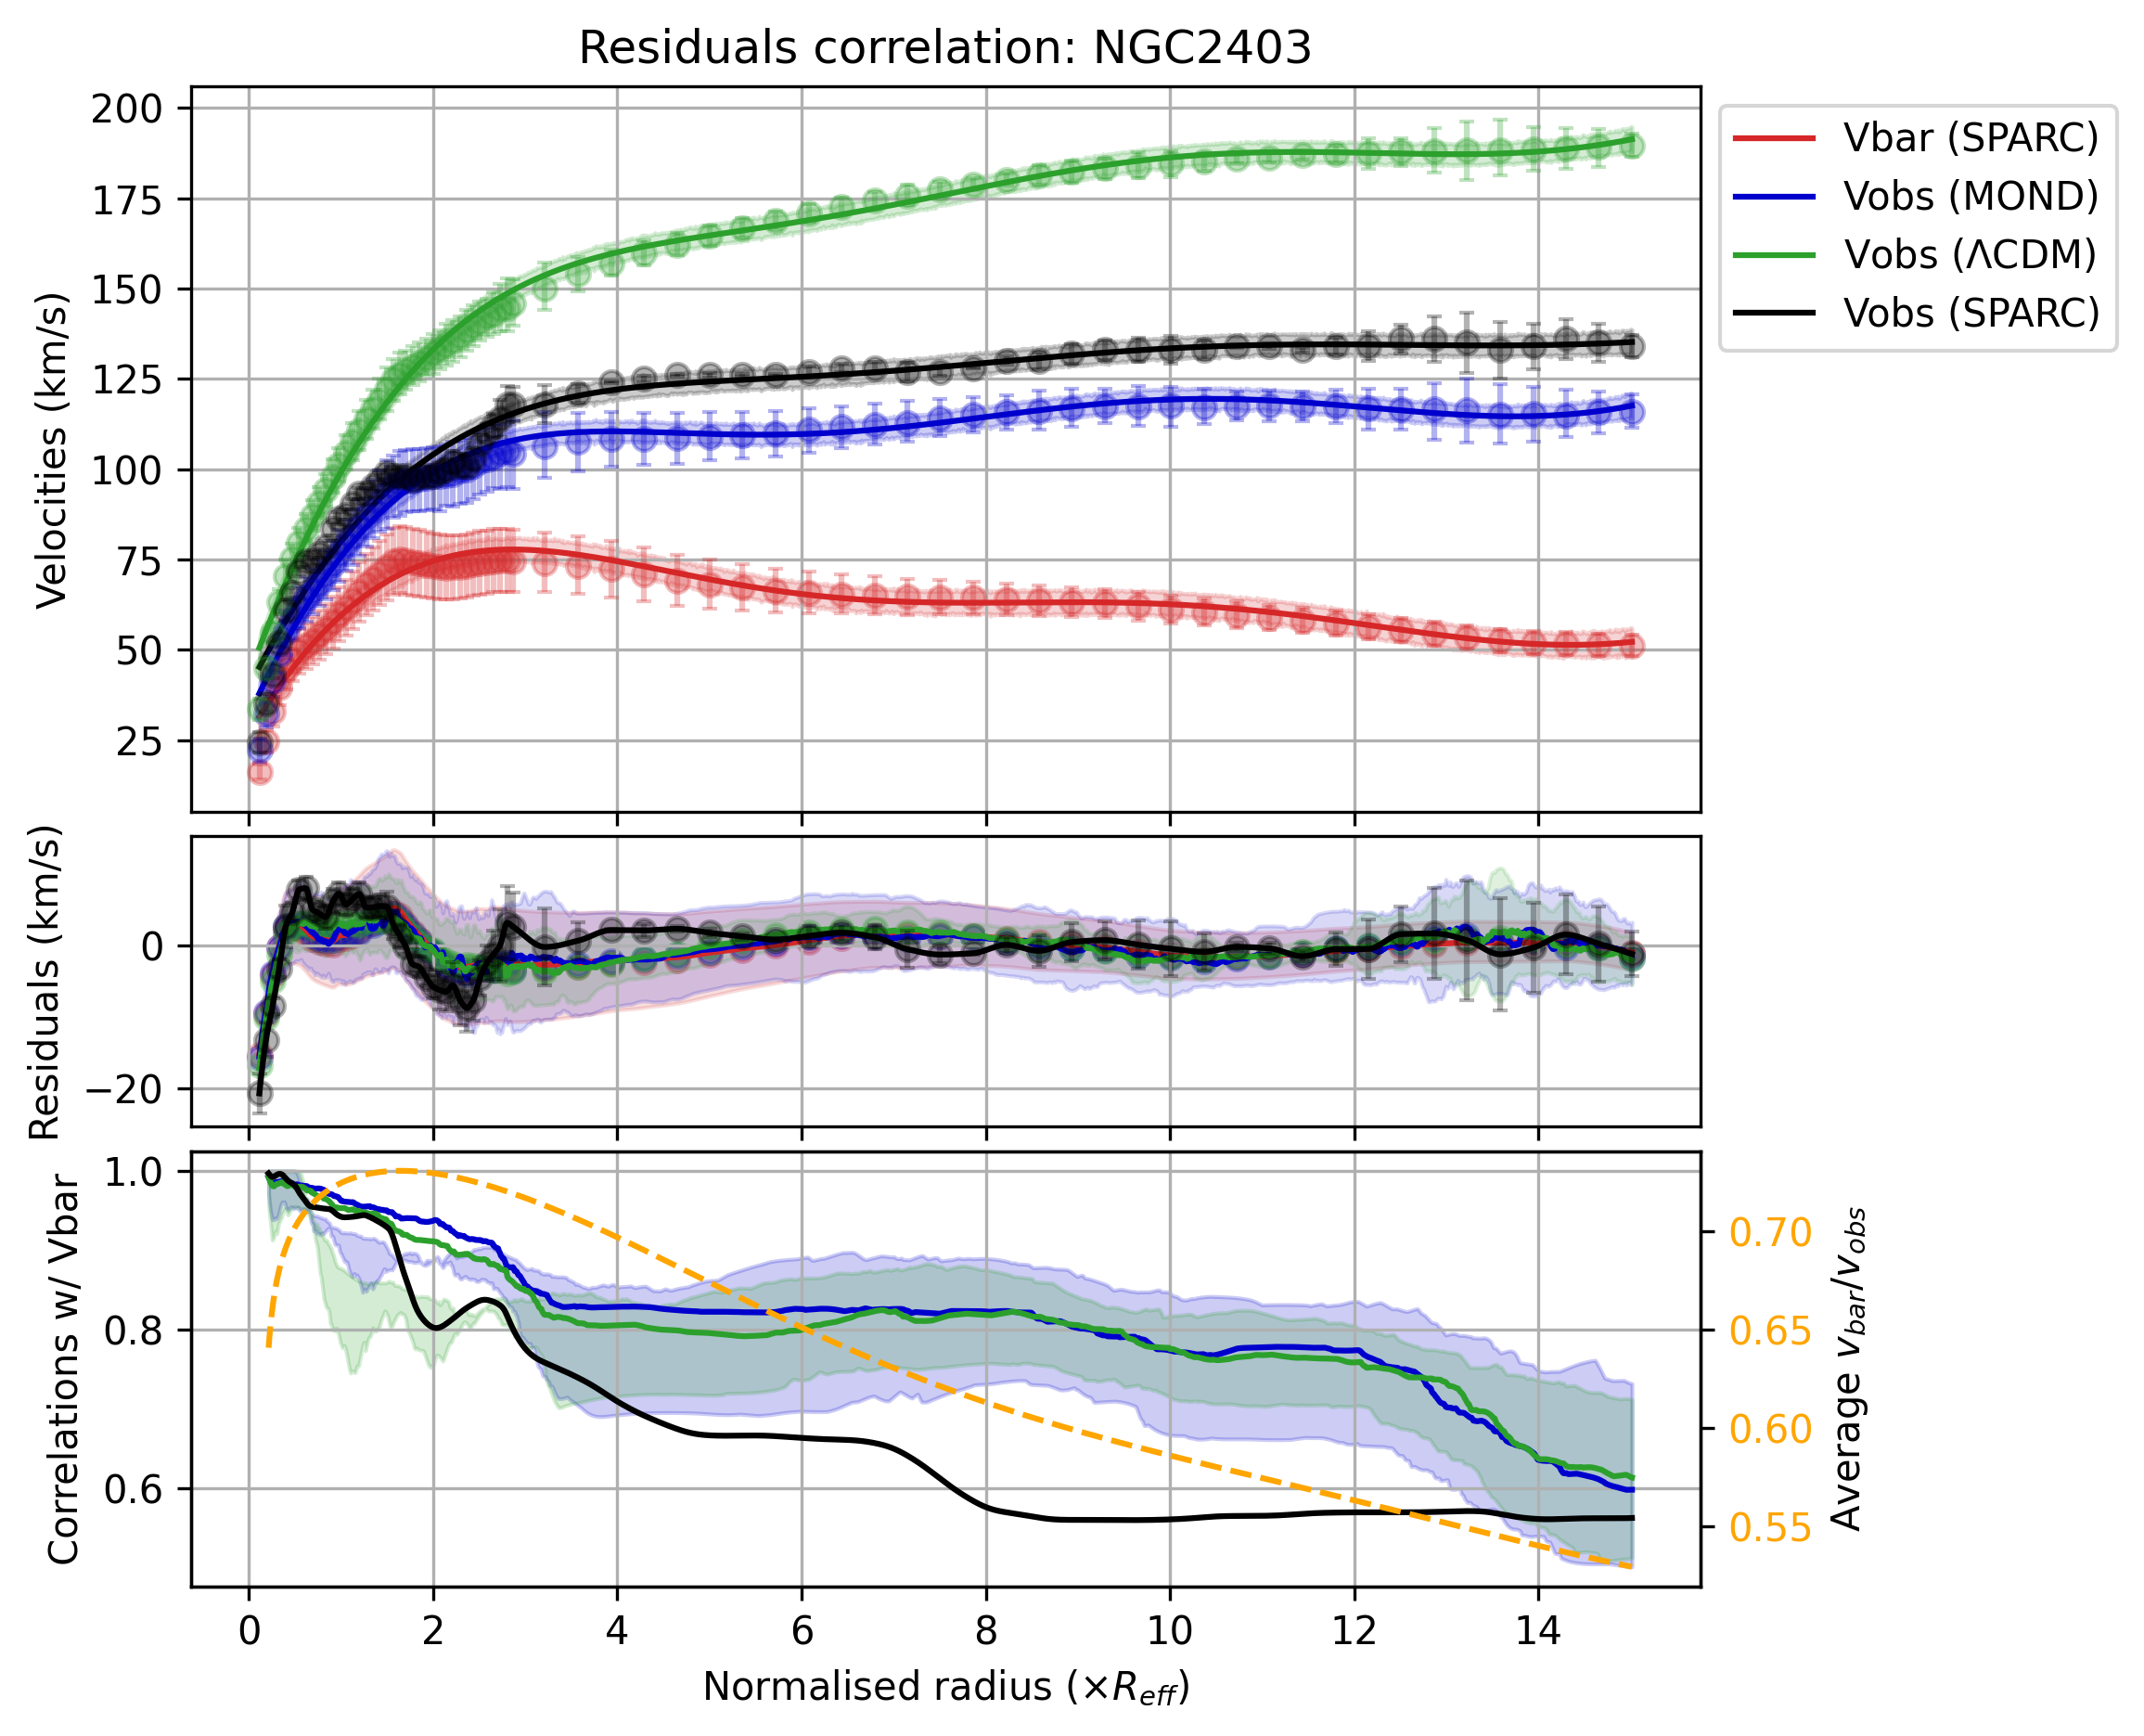 Residuals correlation: NGC2403
200
175
150
125
100
75
50
25
Velocities (km/s)
Vbar (SPARC)
Vobs (MOND)
Vobs (ΛCDM)
Vobs (SPARC)
0
−20
Residuals (km/s)
1.0
0.8
0.6
Correlations w/ Vbar
0.70
0.65
0.60
0.55
Average v_bar/v_obs
0 2 4 6 8 10 12 14
Normalised radius (×R_eff)